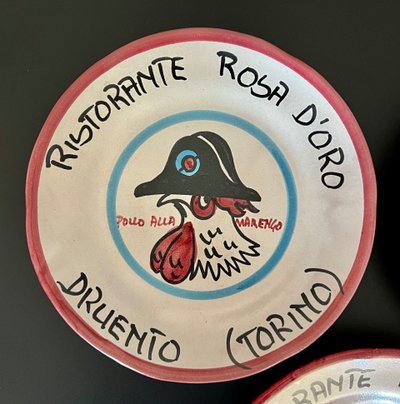 RISTORANTE ROSA D'ORO
POLLO ALLA MARENGO
DRUENTO (TORINO)
RANTE